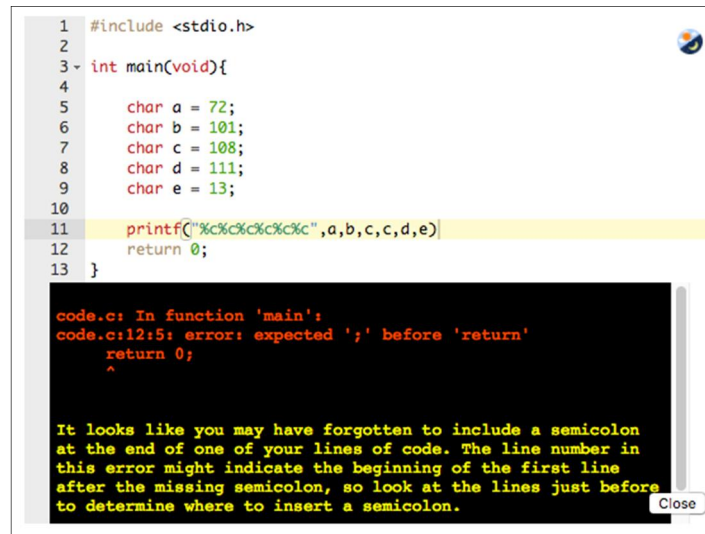 1 #include <stdio.h>
2
3 int main(void){
4
5 char a = 72;
6 char b = 101;
7 char c = 108;
8 char d = 111;
9 char e = 13;
10
11 printf("%c%c%c%c%c%c",a,b,c,c,d,e)
12 return 0;
13 }
code.c: In function 'main':
code.c:12:5: error: expected ';' before 'return'
return 0;
^
It looks like you may have forgotten to include a semicolon
at the end of one of your lines of code. The line number in
this error might indicate the beginning of the first line
after the missing semicolon, so look at the lines just before
to determine where to insert a semicolon.
Close